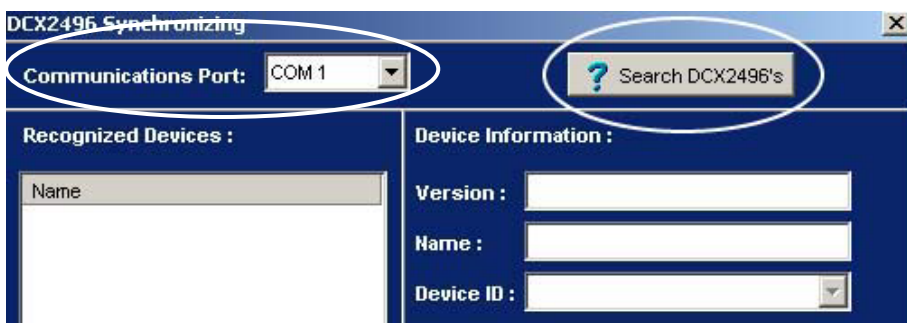 DCX2496 Synchronizing
Communications Port: COM 1
? Search DCX2496's
Recognized Devices :
Name
Device Information :
Version :
Name :
Device ID :